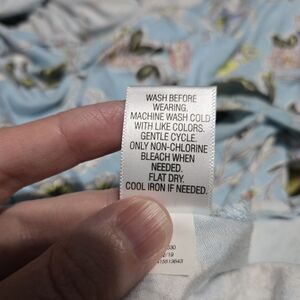 WASH BEFORE
WEARING.
MACHINE WASH COLD
WITH LIKE COLORS.
GENTLE CYCLE.
ONLY NON-CHLORINE
BLEACH WHEN
NEEDED.
FLAT DRY.
COOL IRON IF NEEDED.